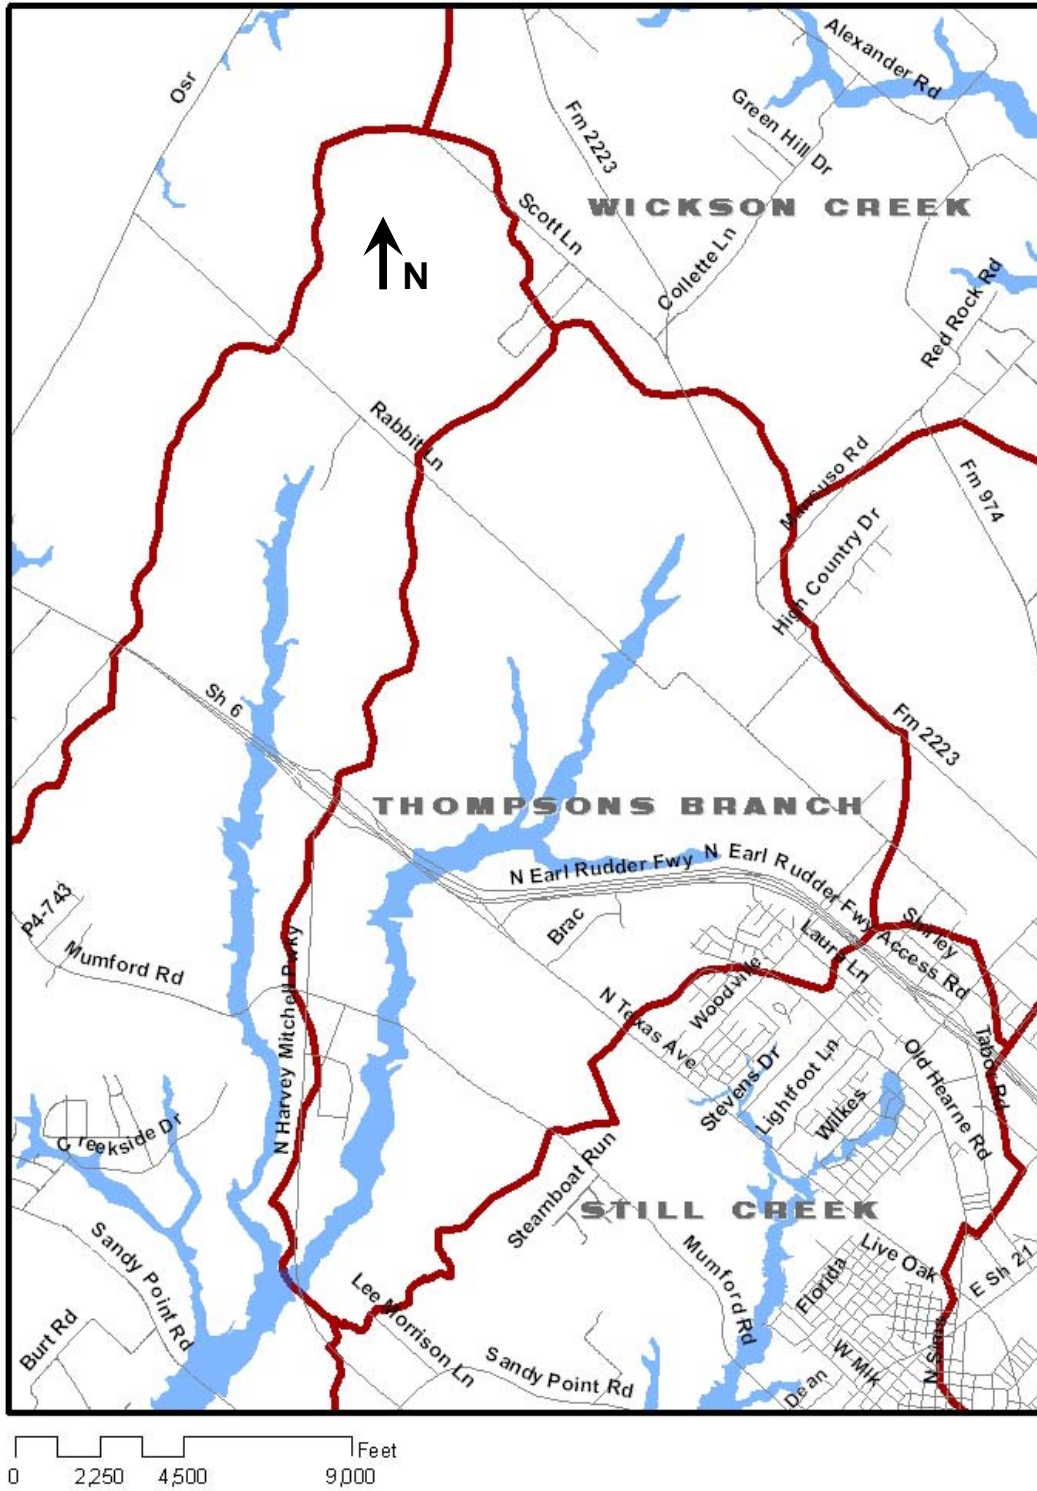 Osr
Alexander Rd
Fm 2223
Green Hill Dr
WICKSON CREEK
Scott Ln
Collette Ln
N
Red Rock Rd
Rabbit Ln
Mancuso Rd
Fm 974
High Country Dr
Sh 6
Fm 2223
THOMPSONS BRANCH
N Earl Rudder Fwy
N Earl Rudder Fwy Access Rd
P4-743
Brac
Laura Ln
Shirley
Mumford Rd
Woodville
N Texas Ave
N Harvey Mitchell Pwky
Tabor Rd
Old Hearne Rd
Stevens Dr
Lightfoot Ln
Wilkes
Creekside Dr
Steamboat Run
STILL CREEK
Sandy Point Rd
Mumford Rd
Live Oak
E Sh 21
Florida
Lee Morrison Ln
Burt Rd
Sandy Point Rd
W Mlk
N Sims
Dean
Feet
0 2,250 4,500 9,000